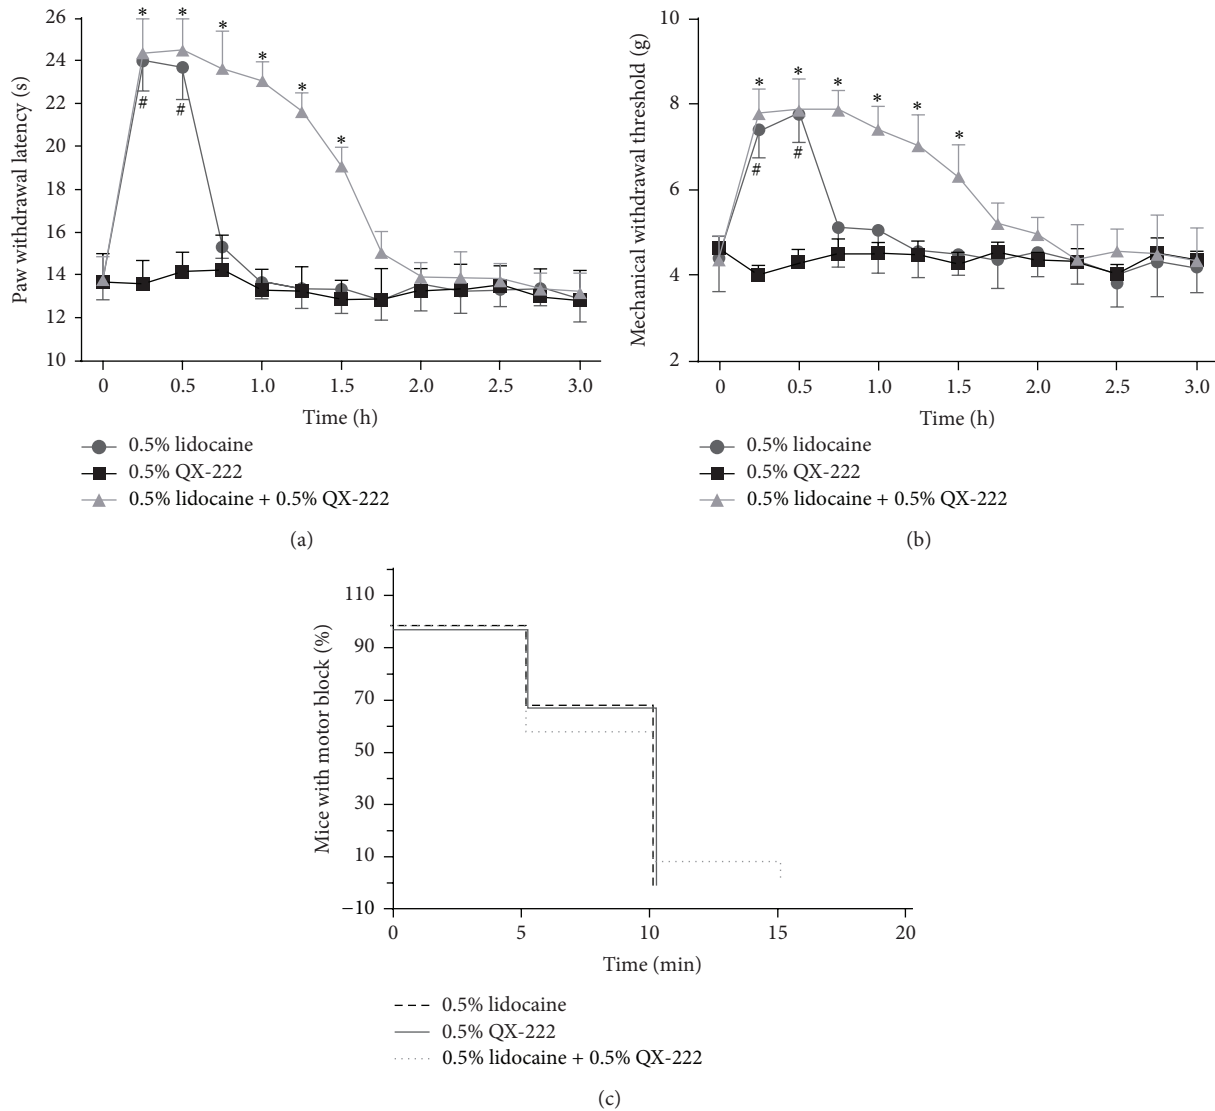 26
24
22
20
18
16
14
12
10
Paw withdrawal latency (s)
* * * * * *
# #
0 0.5 1.0 1.5 2.0 2.5 3.0
Time (h)
0.5% lidocaine
0.5% QX-222
0.5% lidocaine + 0.5% QX-222
(a)
10
8
6
4
2
Mechanical withdrawal threshold (g)
* * * * * *
# #
0 0.5 1.0 1.5 2.0 2.5 3.0
Time (h)
0.5% lidocaine
0.5% QX-222
0.5% lidocaine + 0.5% QX-222
(b)
110
90
70
50
30
10
−10
Mice with motor block (%)
0 5 10 15 20
Time (min)
0.5% lidocaine
0.5% QX-222
0.5% lidocaine + 0.5% QX-222
(c)